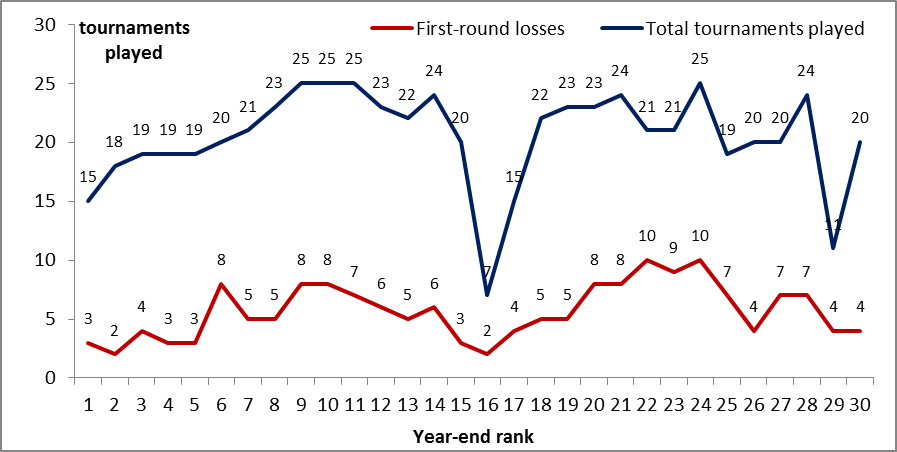 30
tournaments
played
First-round losses
Total tournaments played
25
20
15
10
5
0
15 18 19 19 19 20 21 23 25 25 25 23 22 24 20 7 15 22 23 23 24 21 21 25 19 20 20 24 11 20
3 2 4 3 3 8 5 5 8 8 7 6 5 6 3 2 4 5 5 8 8 10 9 10 7 4 7 7 4 4
1 2 3 4 5 6 7 8 9 10 11 12 13 14 15 16 17 18 19 20 21 22 23 24 25 26 27 28 29 30
Year-end rank